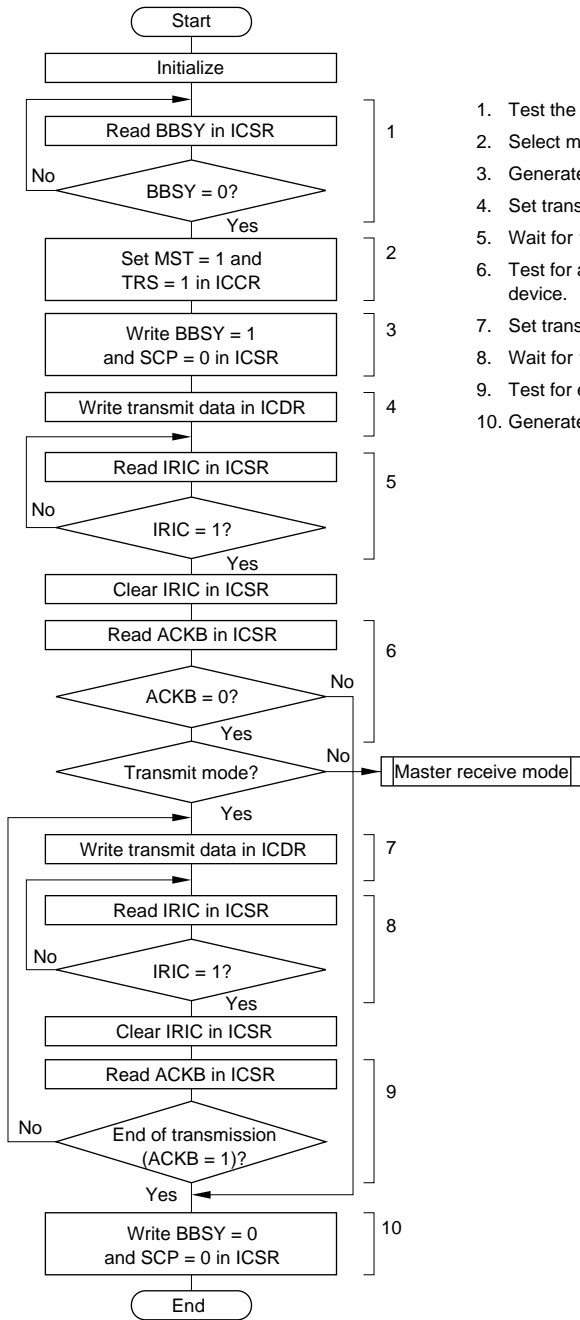 Start
Initialize
Read BBSY in ICSR
1
No
BBSY = 0?
Yes
Set MST = 1 and
TRS = 1 in ICCR
2
Write BBSY = 1
and SCP = 0 in ICSR
3
Write transmit data in ICDR
4
Read IRIC in ICSR
5
No
IRIC = 1?
Yes
Clear IRIC in ICSR
Read ACKB in ICSR
6
ACKB = 0?
No
Yes
Transmit mode?
No
Master receive mode
Yes
Write transmit data in ICDR
7
Read IRIC in ICSR
8
No
IRIC = 1?
Yes
Clear IRIC in ICSR
Read ACKB in ICSR
9
No
End of transmission
(ACKB = 1)?
Yes
Write BBSY = 0
and SCP = 0 in ICSR
10
End
1. Test the
2. Select
3.
4. Set
5. Wait for
6. Test for
device.
7. Set
8. Wait for
9. Test for
10.